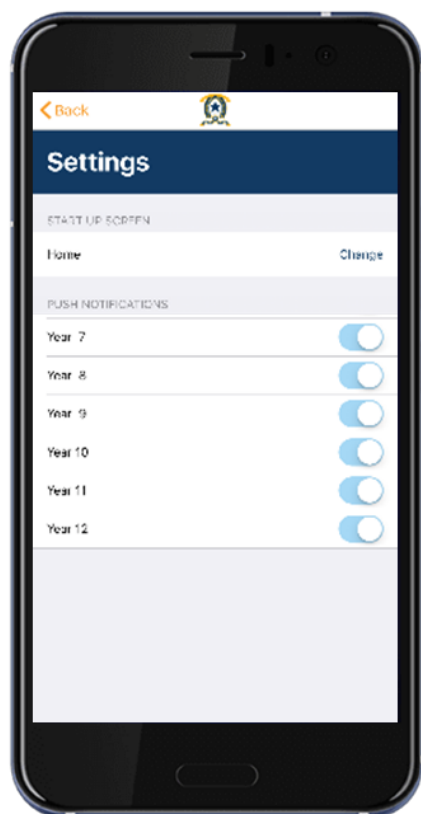 Back
Settings
START UP SCREEN
Home Change
PUSH NOTIFICATIONS
Year 7
Year 8
Year 9
Year 10
Year 11
Year 12